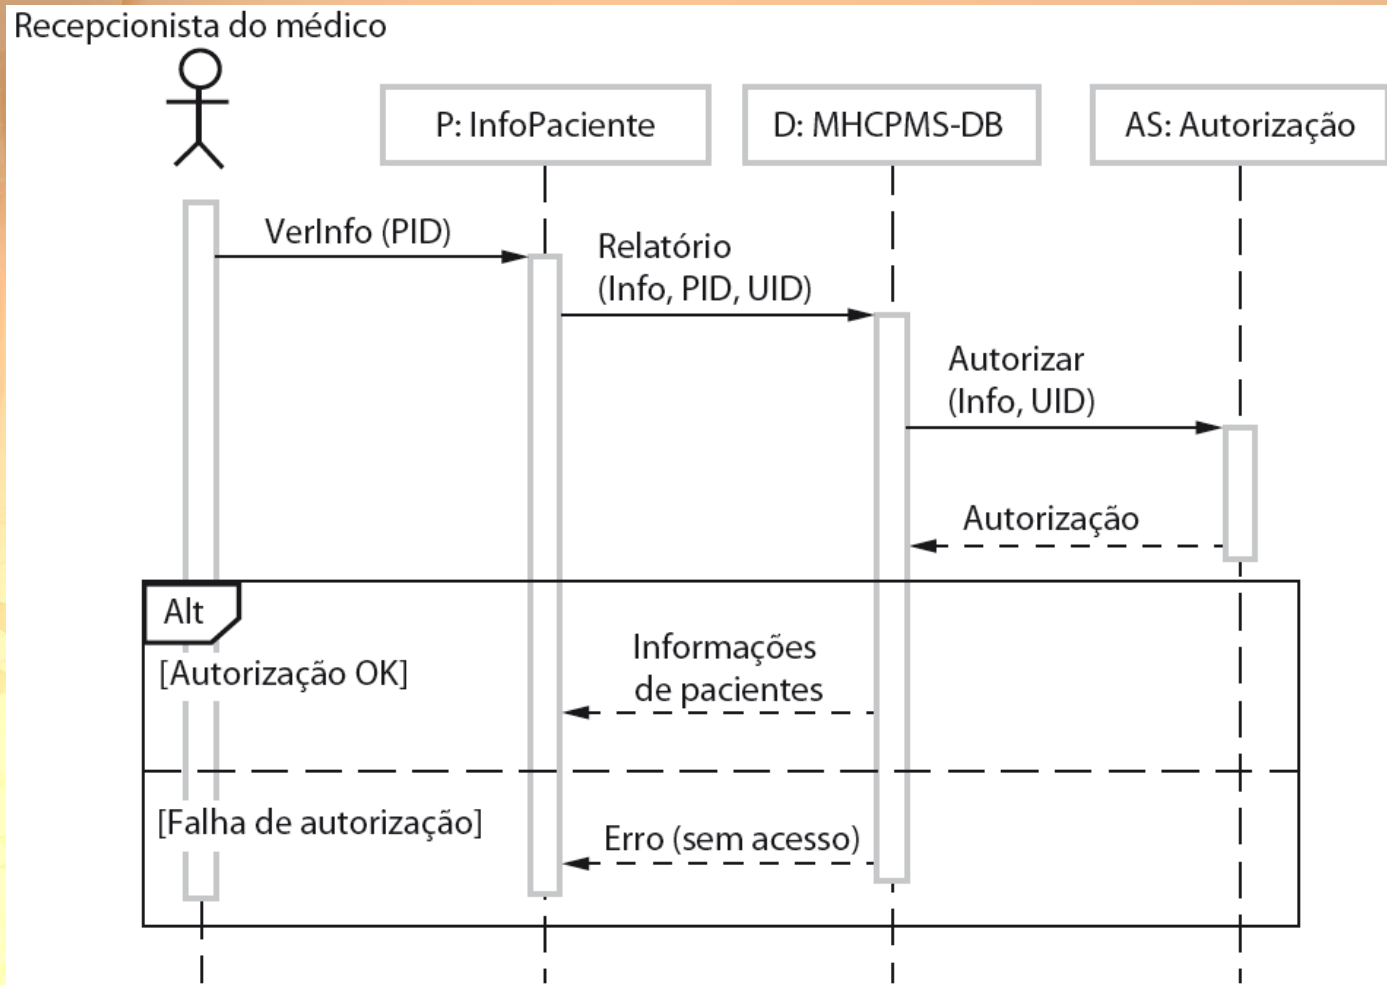 Recepcionista do médico
P: InfoPaciente
D: MHCPMS-DB
AS: Autorização
VerInfo (PID)
Relatório
(Info, PID, UID)
Autorizar
(Info, UID)
Autorização
Alt
[Autorização OK]
Informações
de pacientes
[Falha de autorização]
Erro (sem acesso)